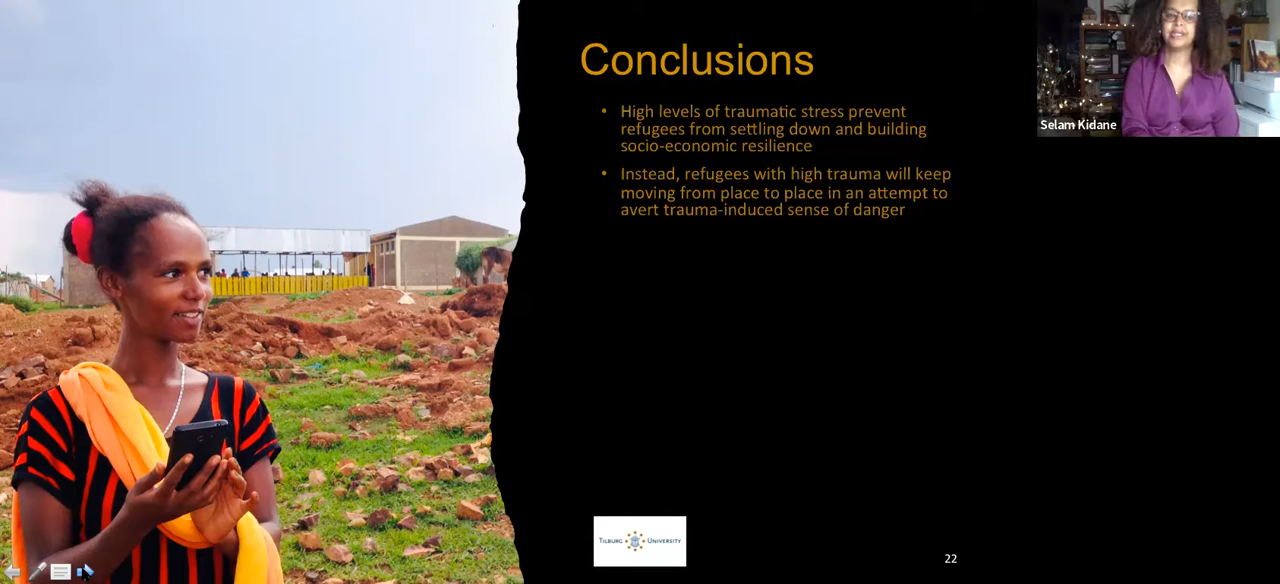 Conclusions
• High levels of traumatic stress prevent
refugees from settling down and building
socio-economic resilience
• Instead, refugees with high trauma will keep
moving from place to place in an attempt to
avert trauma-induced sense of danger
Selam Kidane
TILBURG UNIVERSITY
22